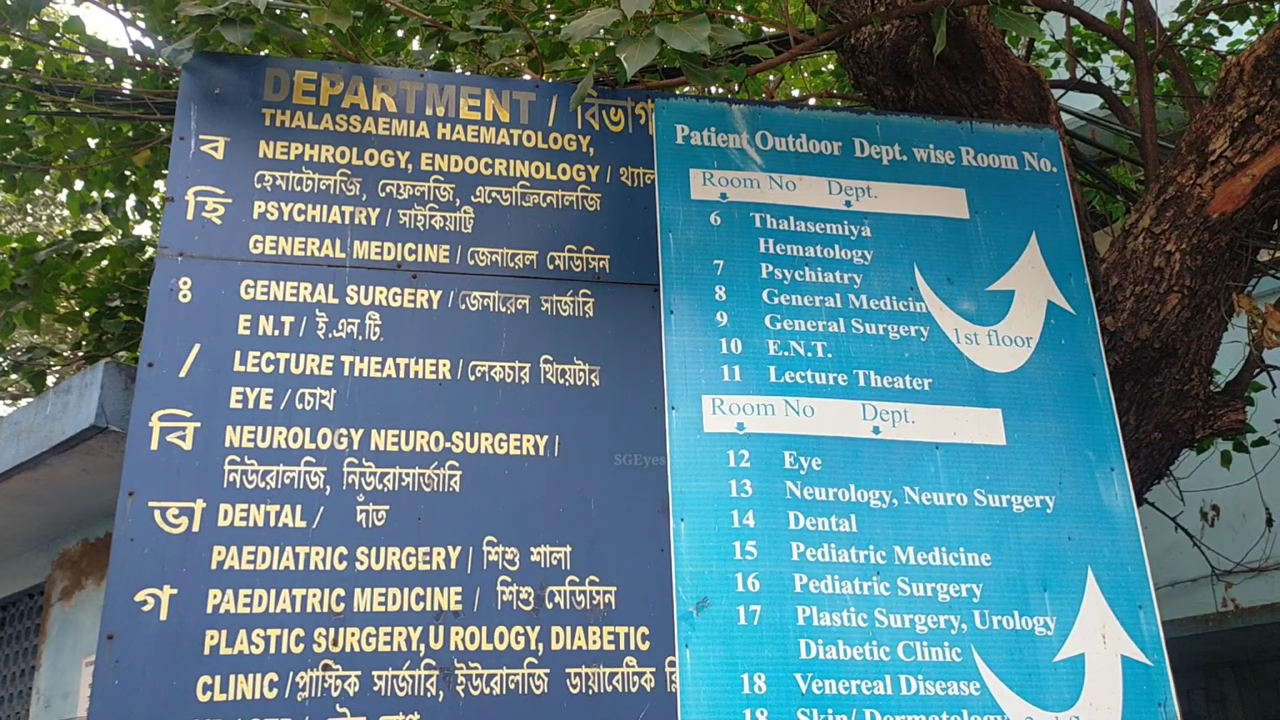 DEPARTMENT / বিভাগ
THALASSAEMIA HAEMATOLOGY,
NEPHROLOGY, ENDOCRINOLOGY /
হেমাটোলজি, নেফ্রলজি, এন্ডোক্রিনোলজি
PSYCHIATRY / সাইকিয়াট্রি
GENERAL MEDICINE / জেনারেল মেডিসিন
GENERAL SURGERY / জেনারেল সার্জারি
E N.T / ই.এন.টি.
LECTURE THEATHER / লেকচার থিয়েটার
EYE / চোখ
NEUROLOGY NEURO-SURGERY /
নিউরোলজি, নিউরোসার্জারি
DENTAL / দাঁত
PAEDIATRIC SURGERY / শিশু শালা
PAEDIATRIC MEDICINE / শিশু মেডিসিন
PLASTIC SURGERY,U ROLOGY, DIABETIC
CLINIC / প্লাস্টিক সার্জারি, ইউরোলজি ডায়াবেটিক
ব
হি
ঃ
/
বি
ভা
গ
Patient Outdoor Dept. wise Room No.
Room No Dept.
6 Thalasemiya
Hematology
7 Psychiatry
8 General Medicin
9 General Surgery
10 E.N.T.
11 Lecture Theater
1st floor
Room No Dept.
12 Eye
13 Neurology, Neuro Surgery
14 Dental
15 Pediatric Medicine
16 Pediatric Surgery
17 Plastic Surgery, Urology
Diabetic Clinic
18 Venereal Disease
18 Skin/ Dermatology
SGEyes